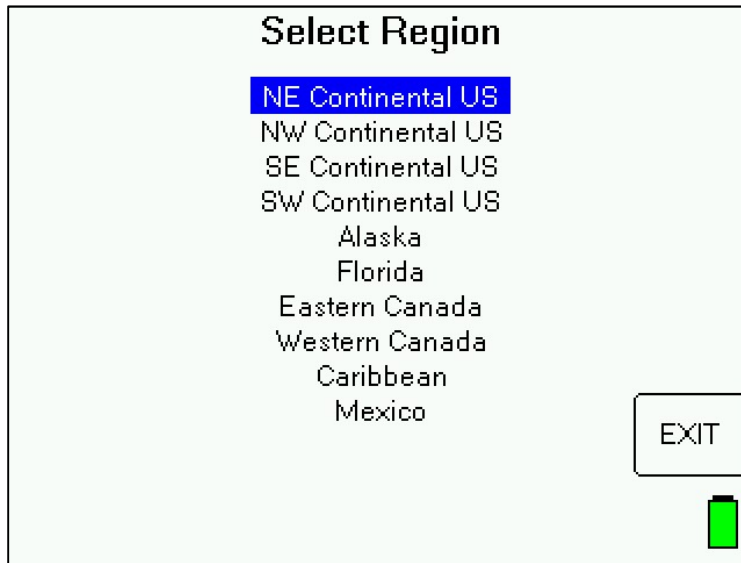 Select Region
NE Continental US
NW Continental US
SE Continental US
SW Continental US
Alaska
Florida
Eastern Canada
Western Canada
Caribbean
Mexico
EXIT